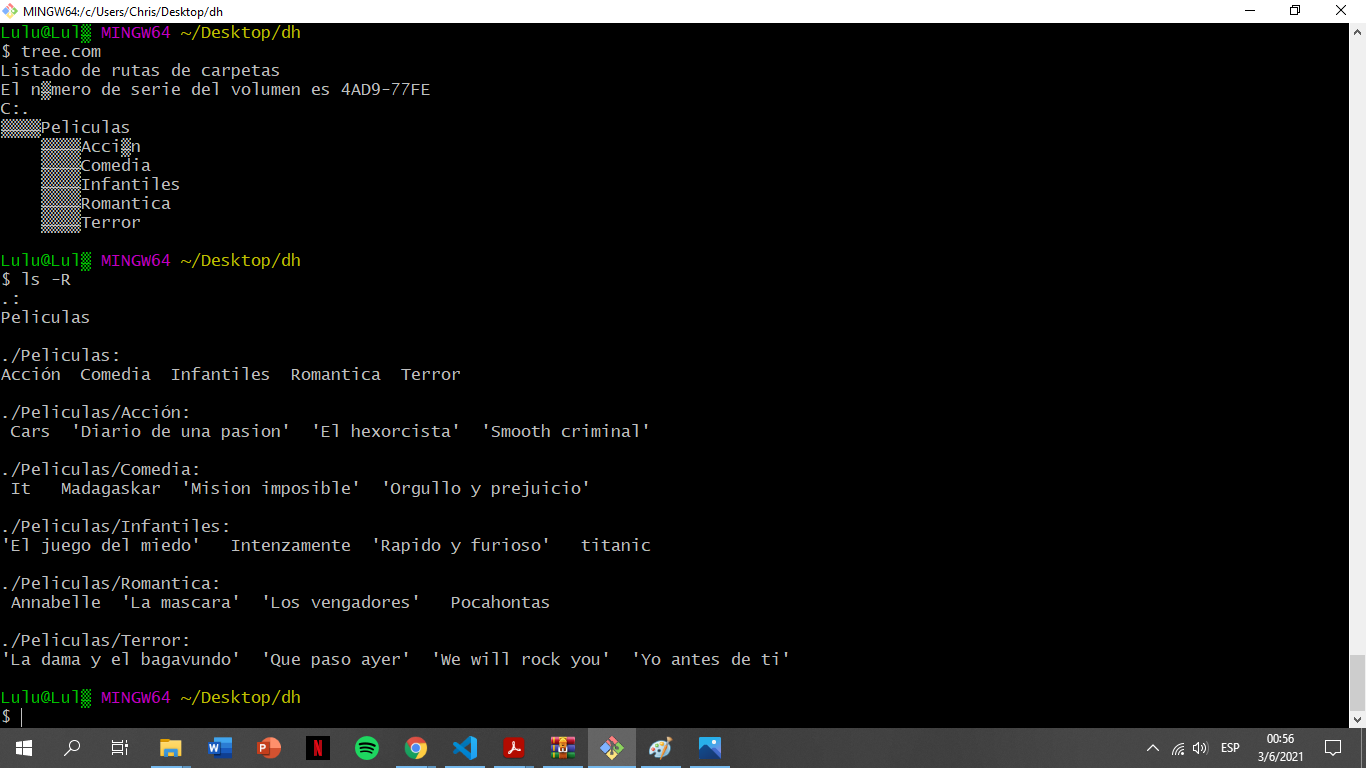 MINGW64:/c/Users/Chris/Desktop/dh
Lulu@Lul▒ MINGW64 ~/Desktop/dh
$ tree.com
Listado de rutas de carpetas
El n▒mero de serie del volumen es 4AD9-77FE
C:.
▒▒▒▒Peliculas
    ▒▒▒▒Acci▒n
    ▒▒▒▒Comedia
    ▒▒▒▒Infantiles
    ▒▒▒▒Romantica
    ▒▒▒▒Terror
Lulu@Lul▒ MINGW64 ~/Desktop/dh
$ ls -R
.:
Peliculas
./Peliculas:
Acción  Comedia  Infantiles  Romantica  Terror
./Peliculas/Acción:
 Cars  'Diario de una pasion'  'El hexorcista'  'Smooth criminal'
./Peliculas/Comedia:
 It   Madagaskar  'Mision imposible'  'Orgullo y prejuicio'
./Peliculas/Infantiles:
'El juego del miedo'   Intenzamente  'Rapido y furioso'   titanic
./Peliculas/Romantica:
 Annabelle  'La mascara'  'Los vengadores'   Pocahontas
./Peliculas/Terror:
'La dama y el bagavundo'  'Que paso ayer'  'We will rock you'  'Yo antes de ti'
Lulu@Lul▒ MINGW64 ~/Desktop/dh
$
ESP
00:56
3/6/2021